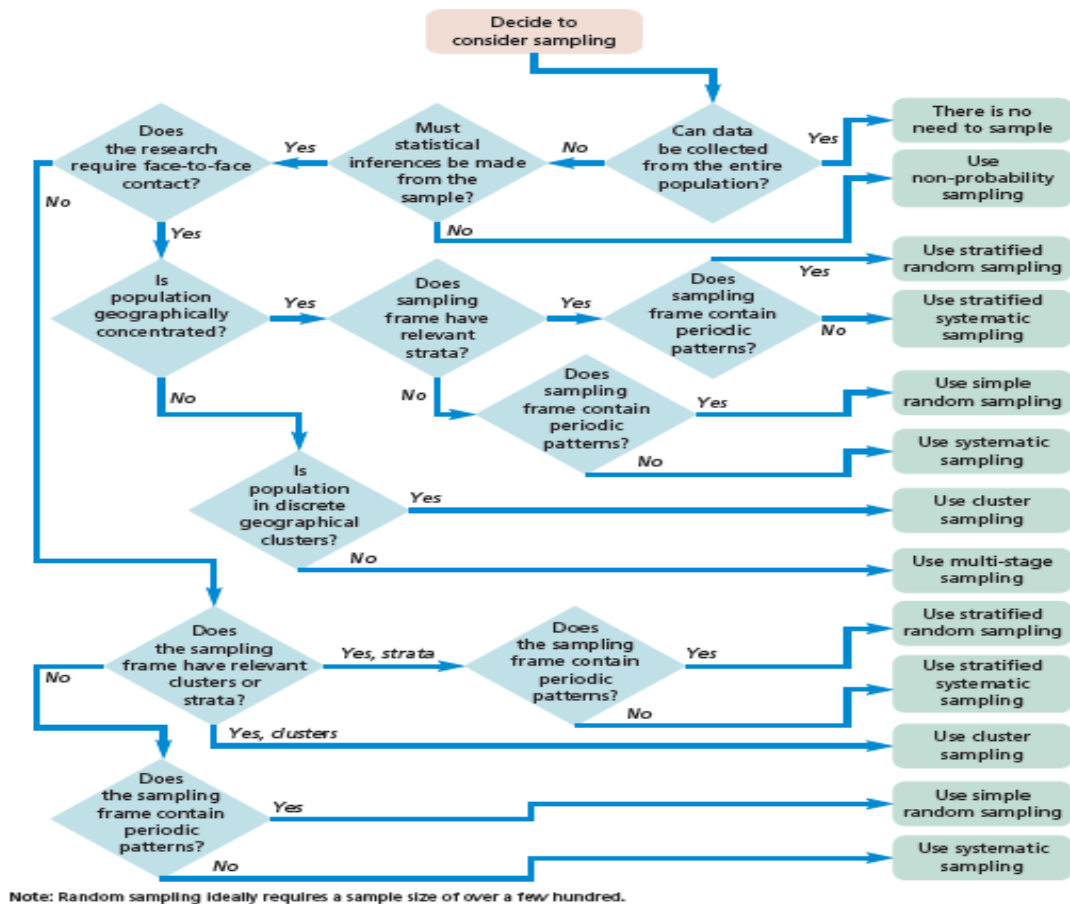 Decide to
consider sampling
Does
the research
require face-to-face
contact?
Yes
Must
statistical
inferences be made
from the
sample?
No
Can data
be collected
from the entire
population?
Yes
There is no
need to sample
Use
non-probability
sampling
No
Yes
No
Is
population
geographically
concentrated?
Yes
Does
sampling
frame have
relevant
strata?
Yes
Does
sampling
frame contain
periodic
patterns?
Yes
No
Use stratified
random sampling
Use stratified
systematic
sampling
No
No
Does
sampling
frame contain
periodic
patterns?
Yes
No
Use simple
random sampling
Use systematic
sampling
Is
population
in discrete
geographical
clusters?
Yes
No
Use cluster
sampling
Use multi-stage
sampling
Does
the sampling
frame have relevant
clusters or
strata?
Yes, strata
Does
the sampling
frame contain
periodic
patterns?
Yes
No
Use stratified
random sampling
Use stratified
systematic
sampling
No
Yes, clusters
Use cluster
sampling
Does
the sampling
frame contain
periodic
patterns?
Yes
No
Use simple
random sampling
Use systematic
sampling
Note: Random sampling ideally requires a sample size of over a few hundred.